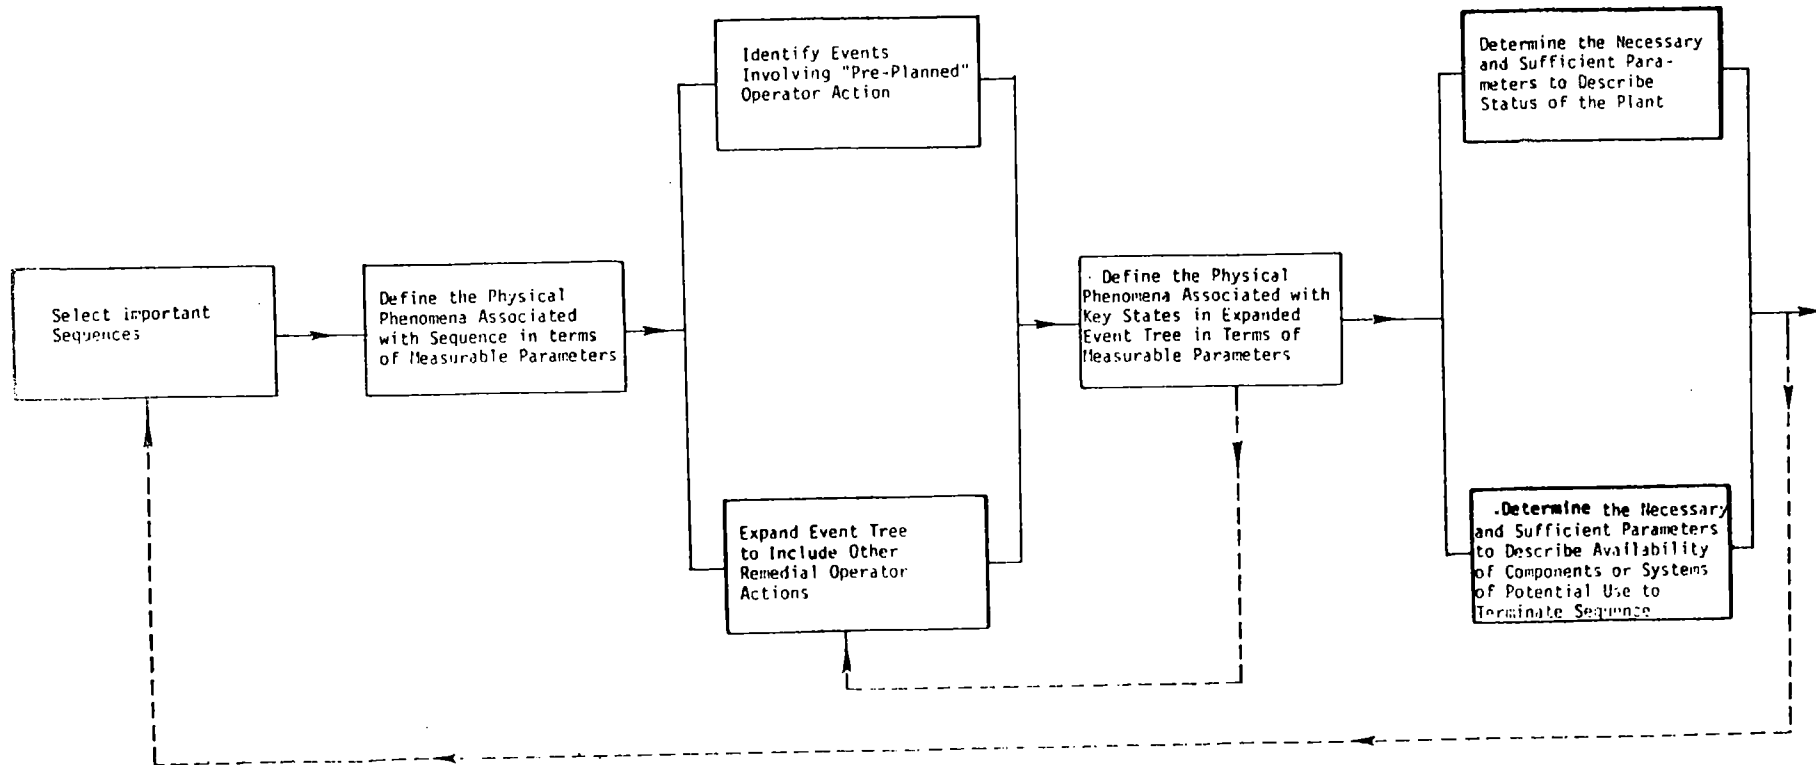 Select important
Sequences
Define the Physical
Phenomena Associated
with Sequence in terms
of Measurable Parameters
Identify Events
Involving "Pre-Planned"
Operator Action
Expand Event Tree
to Include Other
Remedial Operator
Actions
Define the Physical
Phenomena Associated with
Key States in Expanded
Event Tree in Terms of
Measurable Parameters
Determine the Necessary
and Sufficient Para-
meters to Describe
Status of the Plant
.Determine the Necessary
and Sufficient Parameters
to Describe Availability
of Components or Systems
of Potential Use to
Terminate Sequence